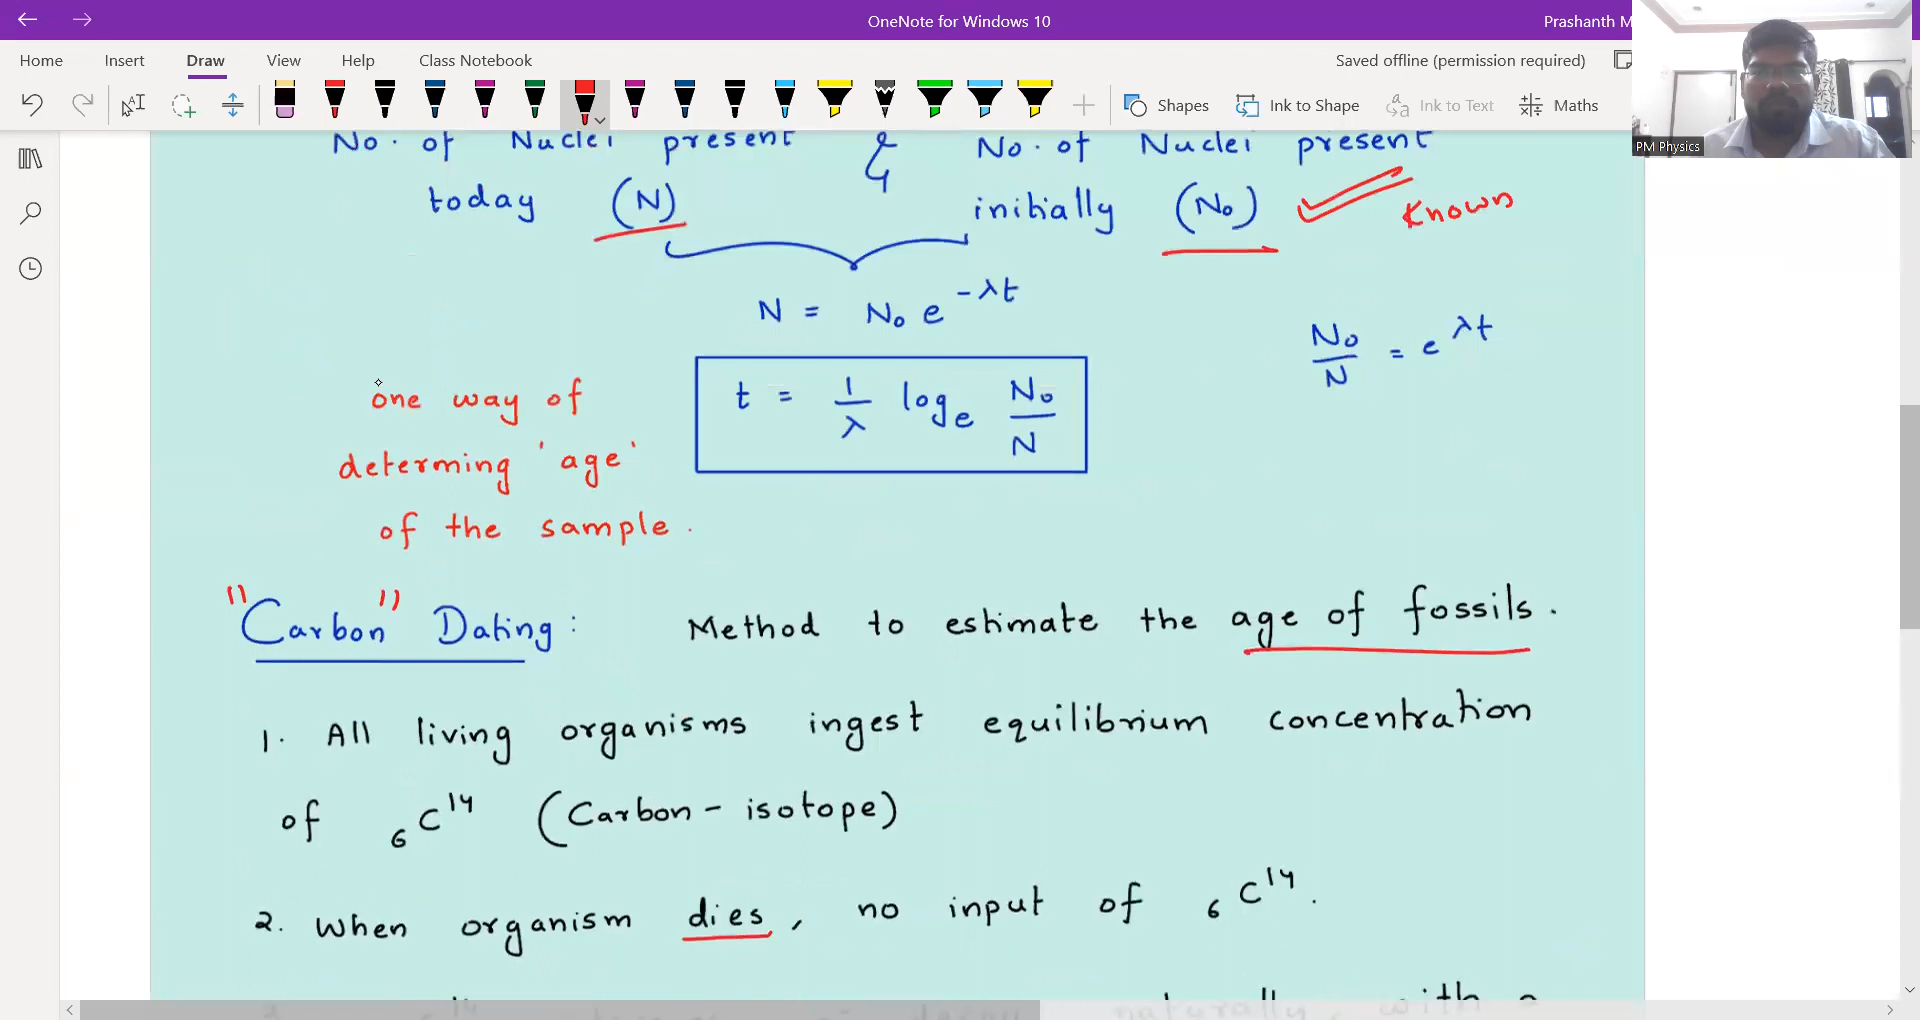 OneNote for Windows 10
Prashanth M
Home Insert Draw View Help Class Notebook
Saved offline (permission required)
Shapes Ink to Shape Ink to Text Maths
PM Physics
No. of Nuclei present & No. of Nuclei present
today (N) initially (N₀) Known
N = N₀ e^{-λt}
N₀/N = e^{λt}
t = 1/λ logₑ N₀/N
one way of
determing 'age'
of the sample.
"Carbon" Dating: Method to estimate the age of fossils.
1. All living organisms ingest equilibrium concentration
of ₆C¹⁴ (Carbon-isotope)
2. When organism dies, no input of ₆C¹⁴.